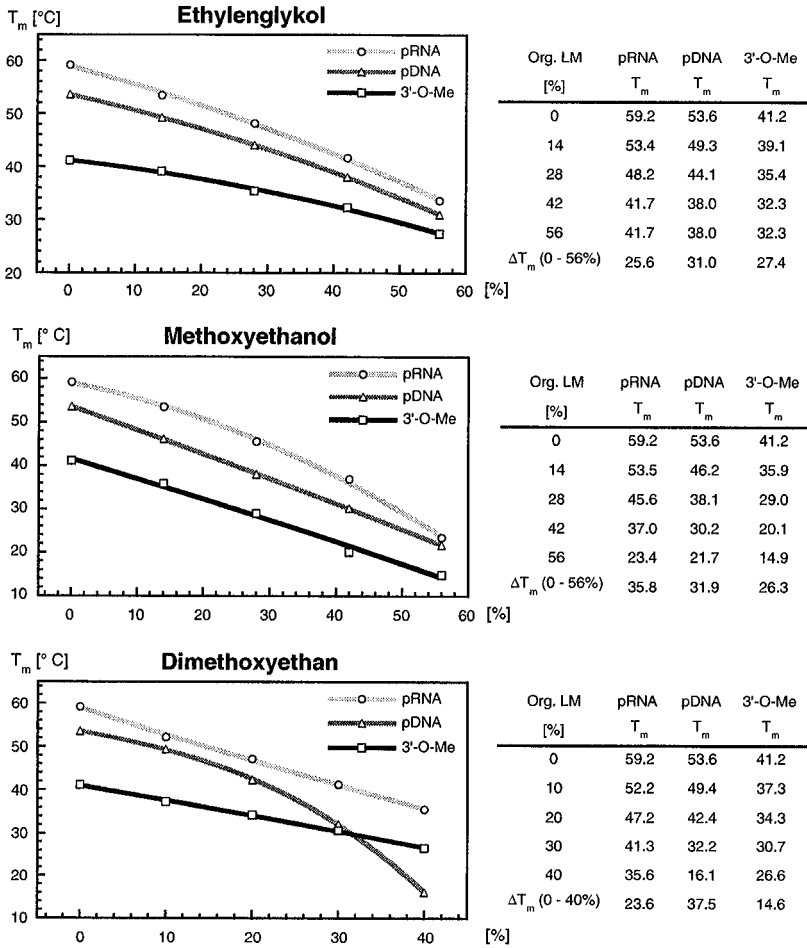 Ethylenglykol
Tm [°C]
pRNA
pDNA
3'-O-Me
60
50
40
30
20
0 10 20 30 40 50 60 [%]
Org. LM pRNA pDNA 3'-O-Me
[%] Tm Tm Tm
0 59.2 53.6 41.2
14 53.4 49.3 39.1
28 48.2 44.1 35.4
42 41.7 38.0 32.3
56 41.7 38.0 32.3
ΔTm (0 - 56%) 25.6 31.0 27.4
Methoxyethanol
Tm [° C]
pRNA
pDNA
3'-O-Me
60
50
40
30
20
10
0 10 20 30 40 50 60 [%]
Org. LM pRNA pDNA 3'-O-Me
[%] Tm Tm Tm
0 59.2 53.6 41.2
14 53.5 46.2 35.9
28 45.6 38.1 29.0
42 37.0 30.2 20.1
56 23.4 21.7 14.9
ΔTm (0 - 56%) 35.8 31.9 26.3
Dimethoxyethan
Tm [° C]
pRNA
pDNA
3'-O-Me
60
50
40
30
20
10
0 10 20 30 40 [%]
Org. LM pRNA pDNA 3'-O-Me
[%] Tm Tm Tm
0 59.2 53.6 41.2
10 52.2 49.4 37.3
20 47.2 42.4 34.3
30 41.3 32.2 30.7
40 35.6 16.1 26.6
ΔTm (0 - 40%) 23.6 37.5 14.6